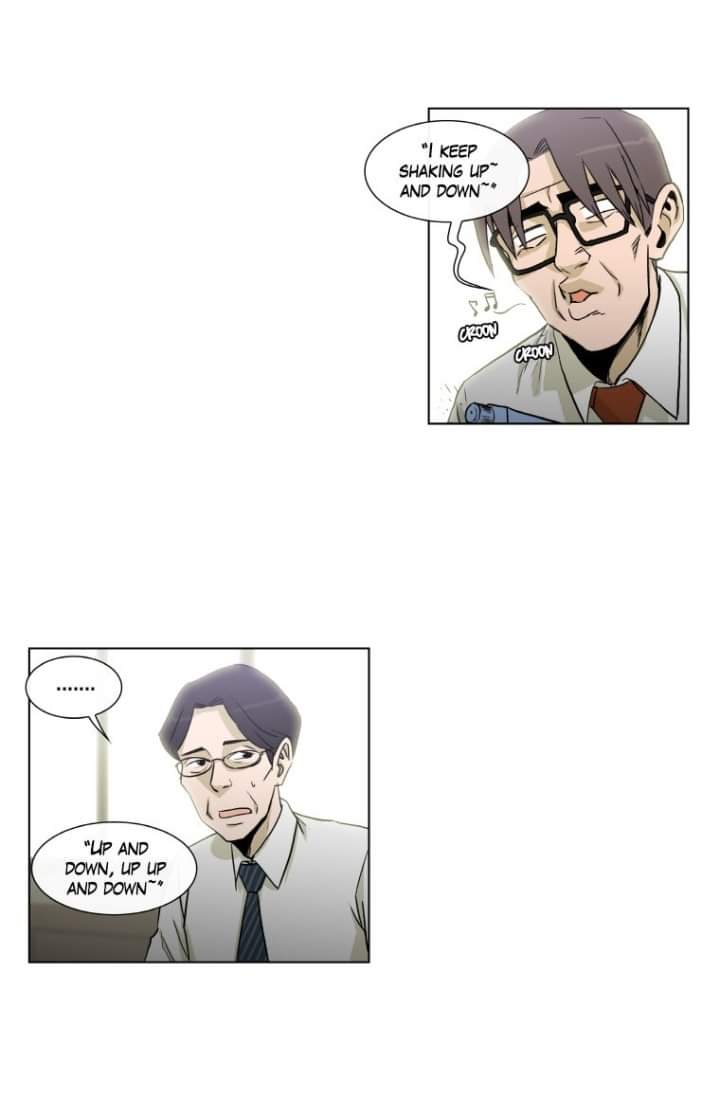 "I KEEP
SHAKING UP~
AND DOWN~"
CROON
CROON
.......
"UP AND
DOWN, UP UP
AND DOWN~"